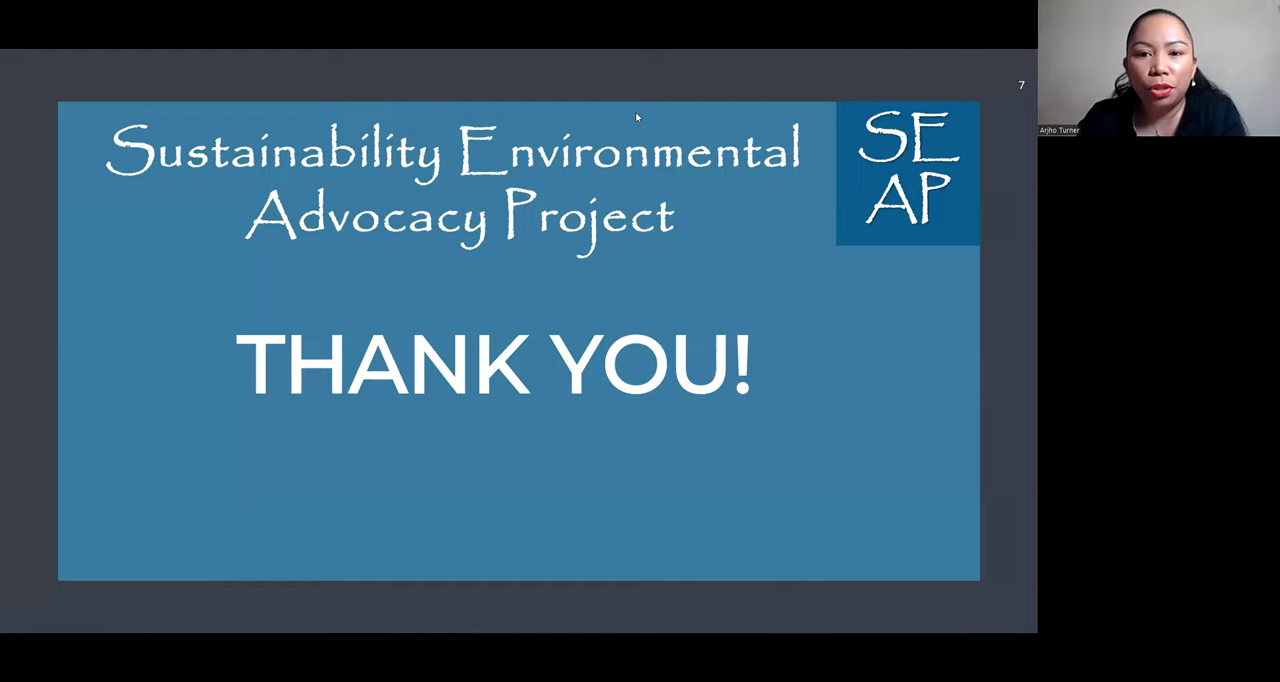 7
Sustainability Environmental
Advocacy Project
SE
AP
THANK YOU!
Arjho Turner